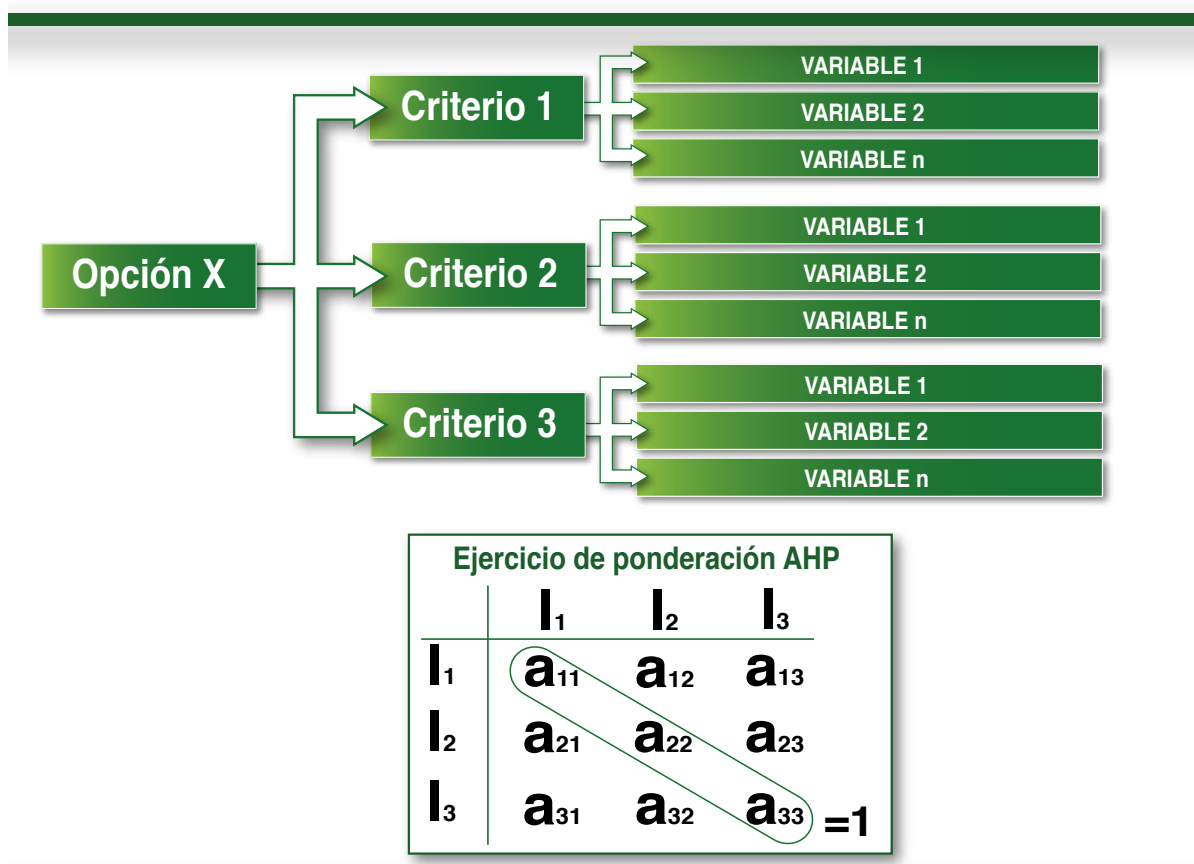 Opción X
Criterio 1
VARIABLE 1
VARIABLE 2
VARIABLE n
Criterio 2
VARIABLE 1
VARIABLE 2
VARIABLE n
Criterio 3
VARIABLE 1
VARIABLE 2
VARIABLE n
Ejercicio de ponderación AHP
I₁ I₂ I₃
I₁ a₁₁ a₁₂ a₁₃
I₂ a₂₁ a₂₂ a₂₃
I₃ a₃₁ a₃₂ a₃₃ =1